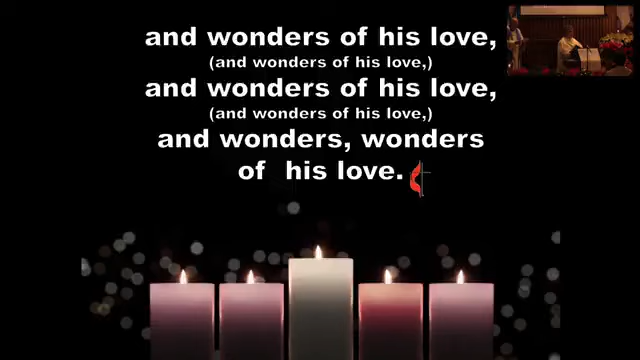 and wonders of his love,
(and wonders of his love,)
and wonders of his love,
(and wonders of his love,)
and wonders, wonders
of his love.